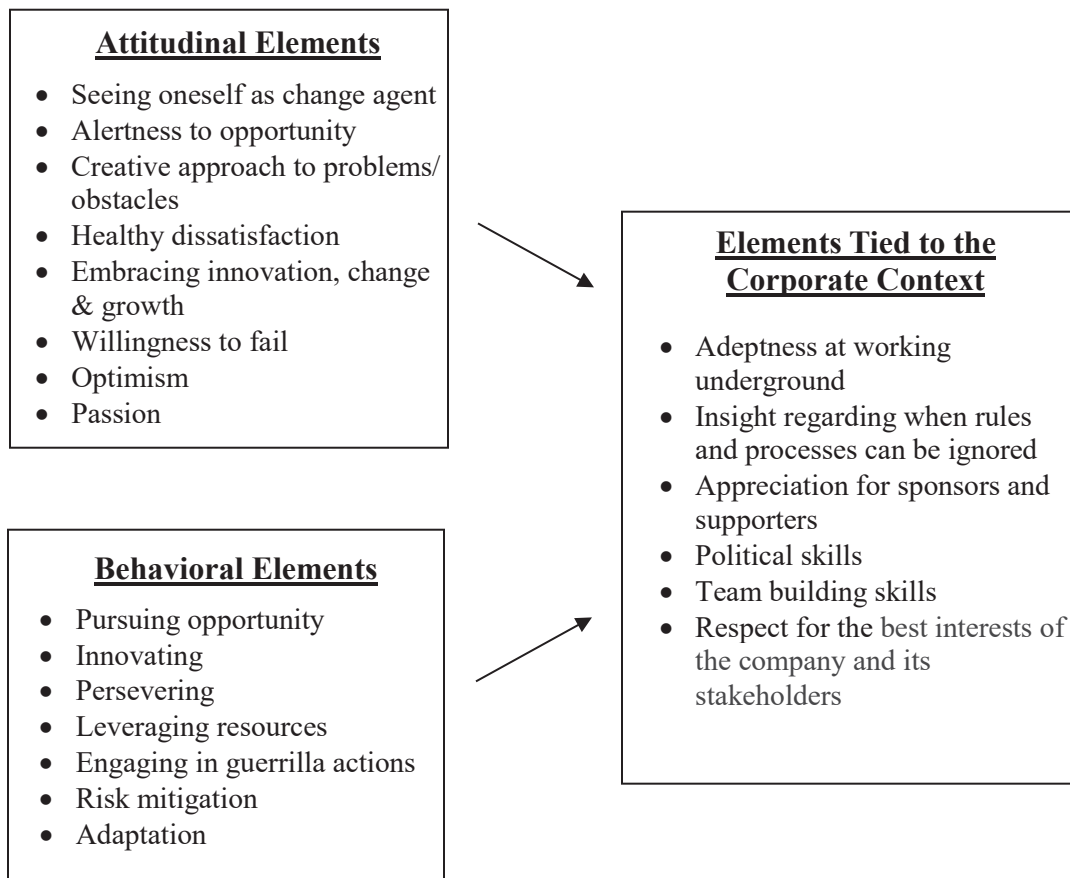 Attitudinal Elements
• Seeing oneself as change agent
• Alertness to opportunity
• Creative approach to problems/
obstacles
• Healthy dissatisfaction
• Embracing innovation, change
& growth
• Willingness to fail
• Optimism
• Passion
Behavioral Elements
• Pursuing opportunity
• Innovating
• Persevering
• Leveraging resources
• Engaging in guerrilla actions
• Risk mitigation
• Adaptation
Elements Tied to the
Corporate Context
• Adeptness at working
underground
• Insight regarding when rules
and processes can be ignored
• Appreciation for sponsors and
supporters
• Political skills
• Team building skills
• Respect for the best interests of
the company and its
stakeholders